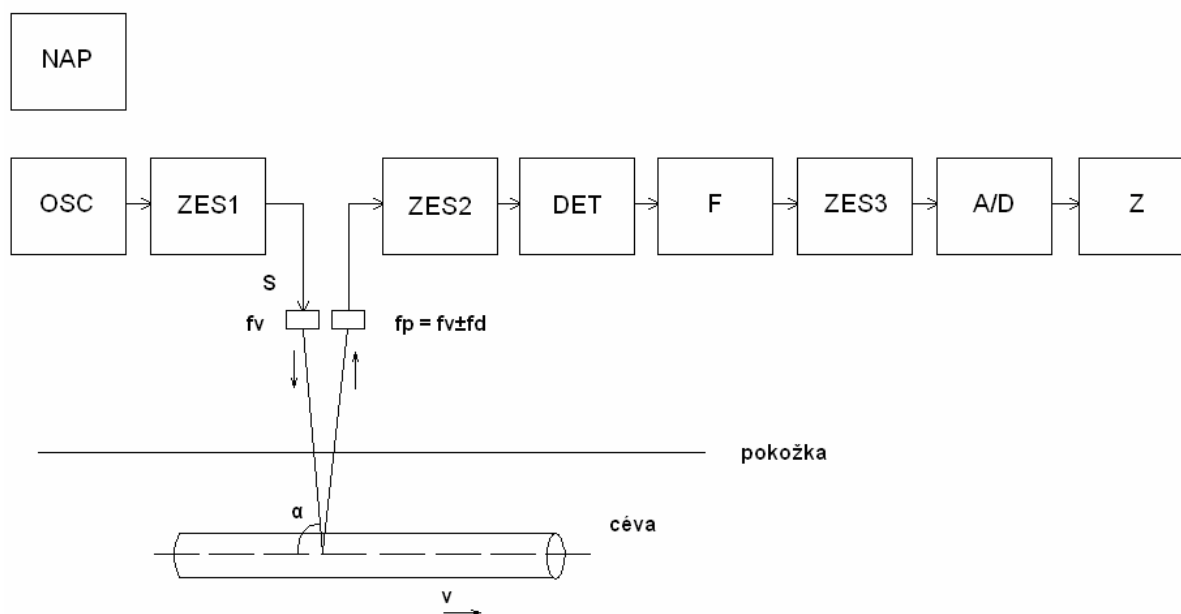 NAP
OSC
ZES1
ZES2
DET
F
ZES3
A/D
Z
S
fv
fp = fv±fd
pokožka
α
céva
v